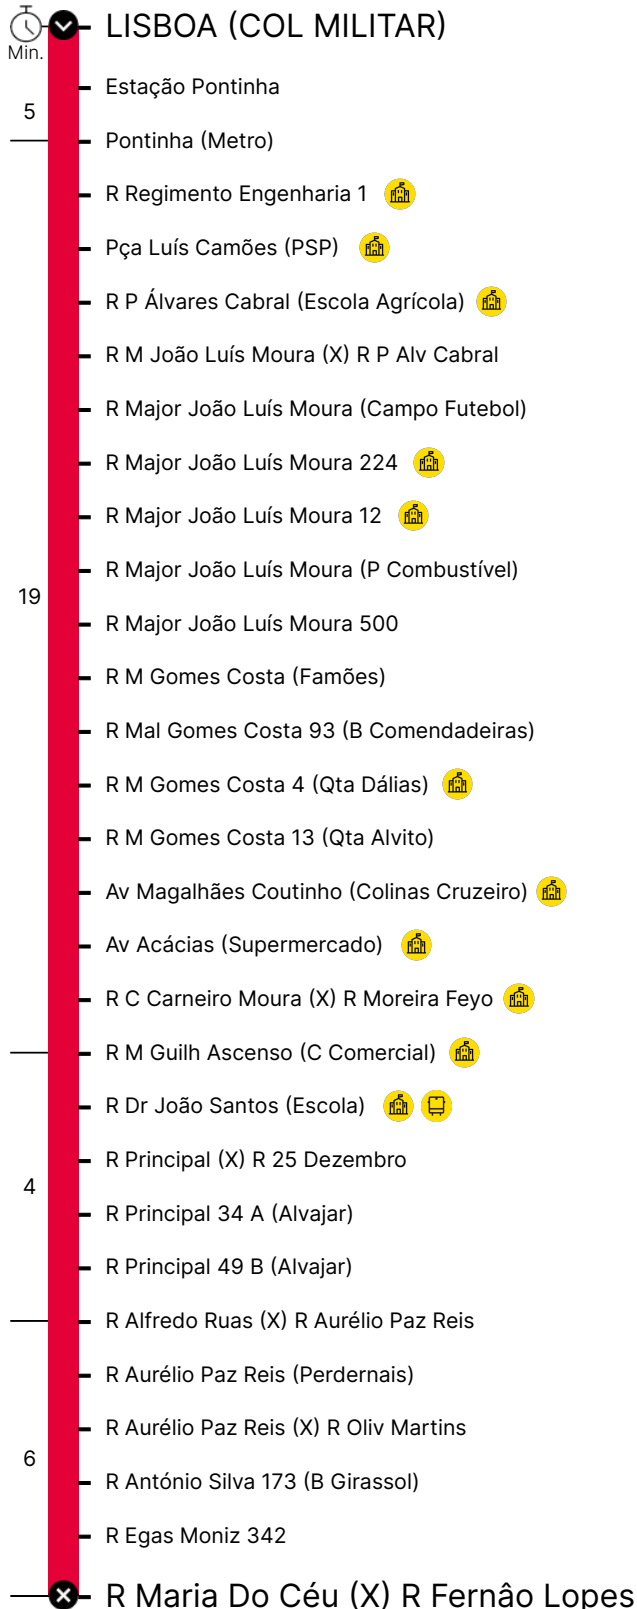 LISBOA (COL MILITAR)
Min.
Estação Pontinha
5
Pontinha (Metro)
R Regimento Engenharia 1
Pça Luís Camões (PSP)
R P Álvares Cabral (Escola Agrícola)
R M João Luís Moura (X) R P Alv Cabral
R Major João Luís Moura (Campo Futebol)
R Major João Luís Moura 224
R Major João Luís Moura 12
R Major João Luís Moura (P Combustível)
19
R Major João Luís Moura 500
R M Gomes Costa (Famões)
R Mal Gomes Costa 93 (B Comendadeiras)
R M Gomes Costa 4 (Qta Dálias)
R M Gomes Costa 13 (Qta Alvito)
Av Magalhães Coutinho (Colinas Cruzeiro)
Av Acácias (Supermercado)
R C Carneiro Moura (X) R Moreira Feyo
R M Guilh Ascenso (C Comercial)
R Dr João Santos (Escola)
R Principal (X) R 25 Dezembro
4
R Principal 34 A (Alvajar)
R Principal 49 B (Alvajar)
R Alfredo Ruas (X) R Aurélio Paz Reis
R Aurélio Paz Reis (Perdernais)
R Aurélio Paz Reis (X) R Oliv Martins
6
R António Silva 173 (B Girassol)
R Egas Moniz 342
R Maria Do Céu (X) R Fernâo Lopes